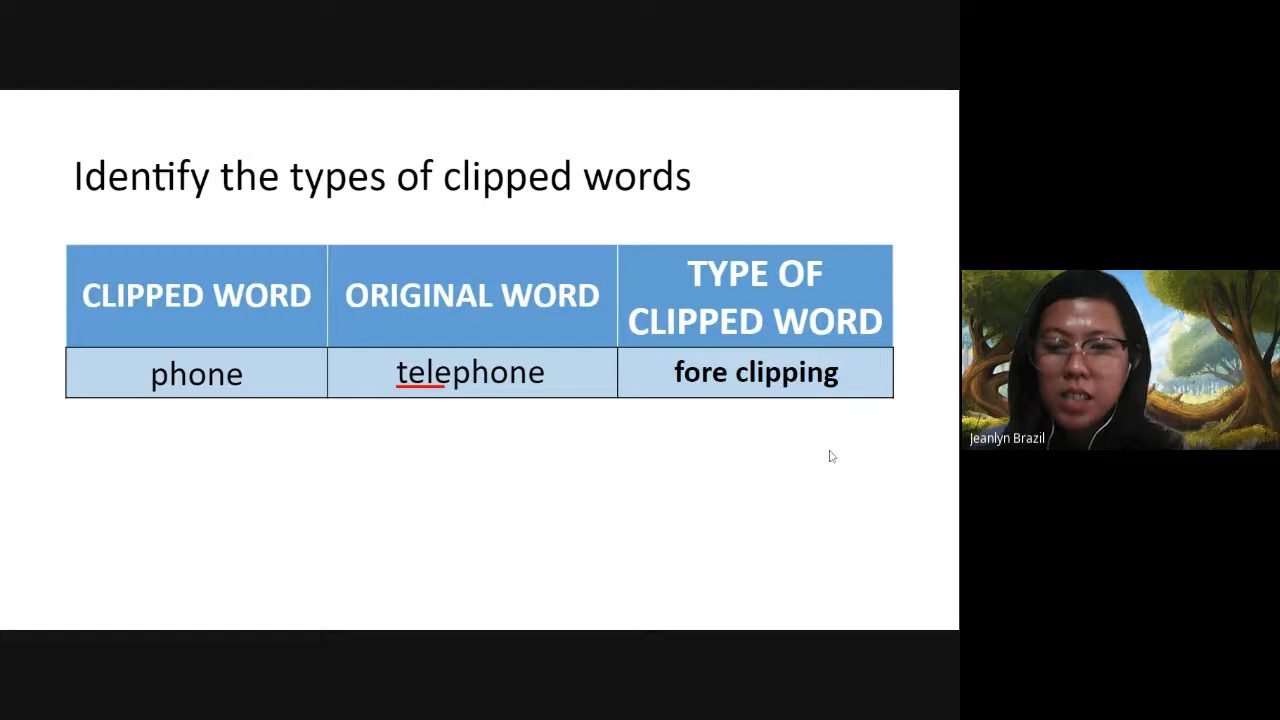 Identify the types of clipped words
CLIPPED WORD
ORIGINAL WORD
TYPE OF
CLIPPED WORD
phone
telephone
fore clipping
Jeanlyn Brazil